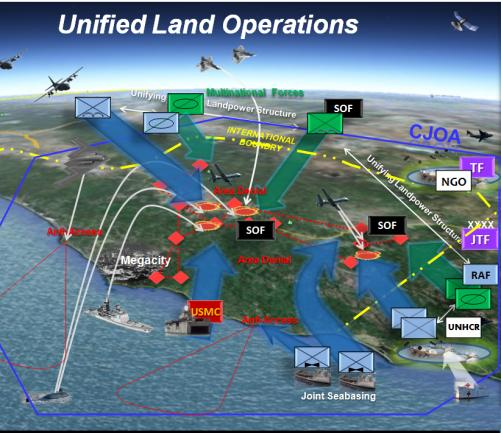 Unified Land Operations
Multinational Forces
Unifying
Landpower Structure
SOF
CJOA
INTERNATIONAL
BOUNDRY
Unifying Landpower Structure
TF
NGO
Area Denial
XXXX
JTF
SOF
SOF
Anti-Access
Area Denial
Megacity
RAF
USMC
Anti-Access
UNHCR
Joint Seabasing